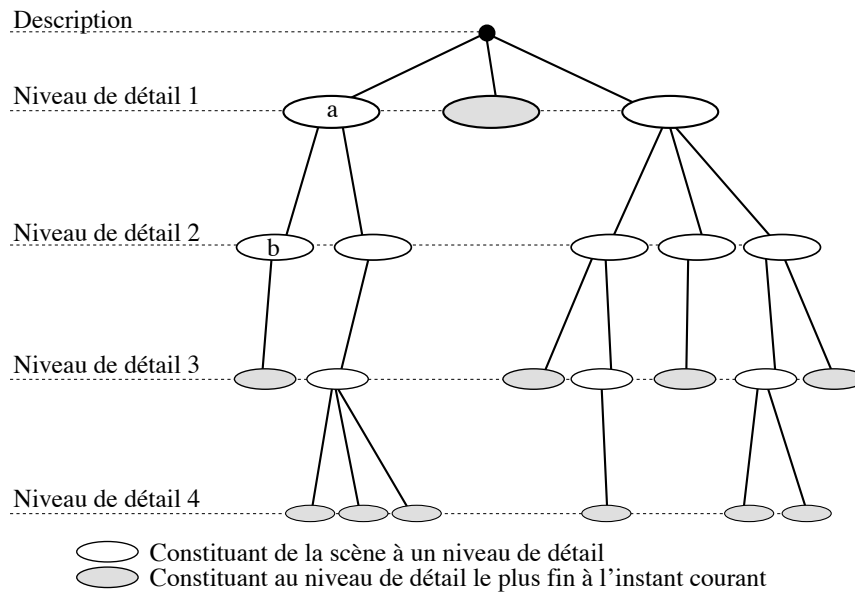 Description
Niveau de détail 1
a
Niveau de détail 2
b
Niveau de détail 3
Niveau de détail 4
Constituant de la scène à un niveau de détail
Constituant au niveau de détail le plus fin à l'instant courant